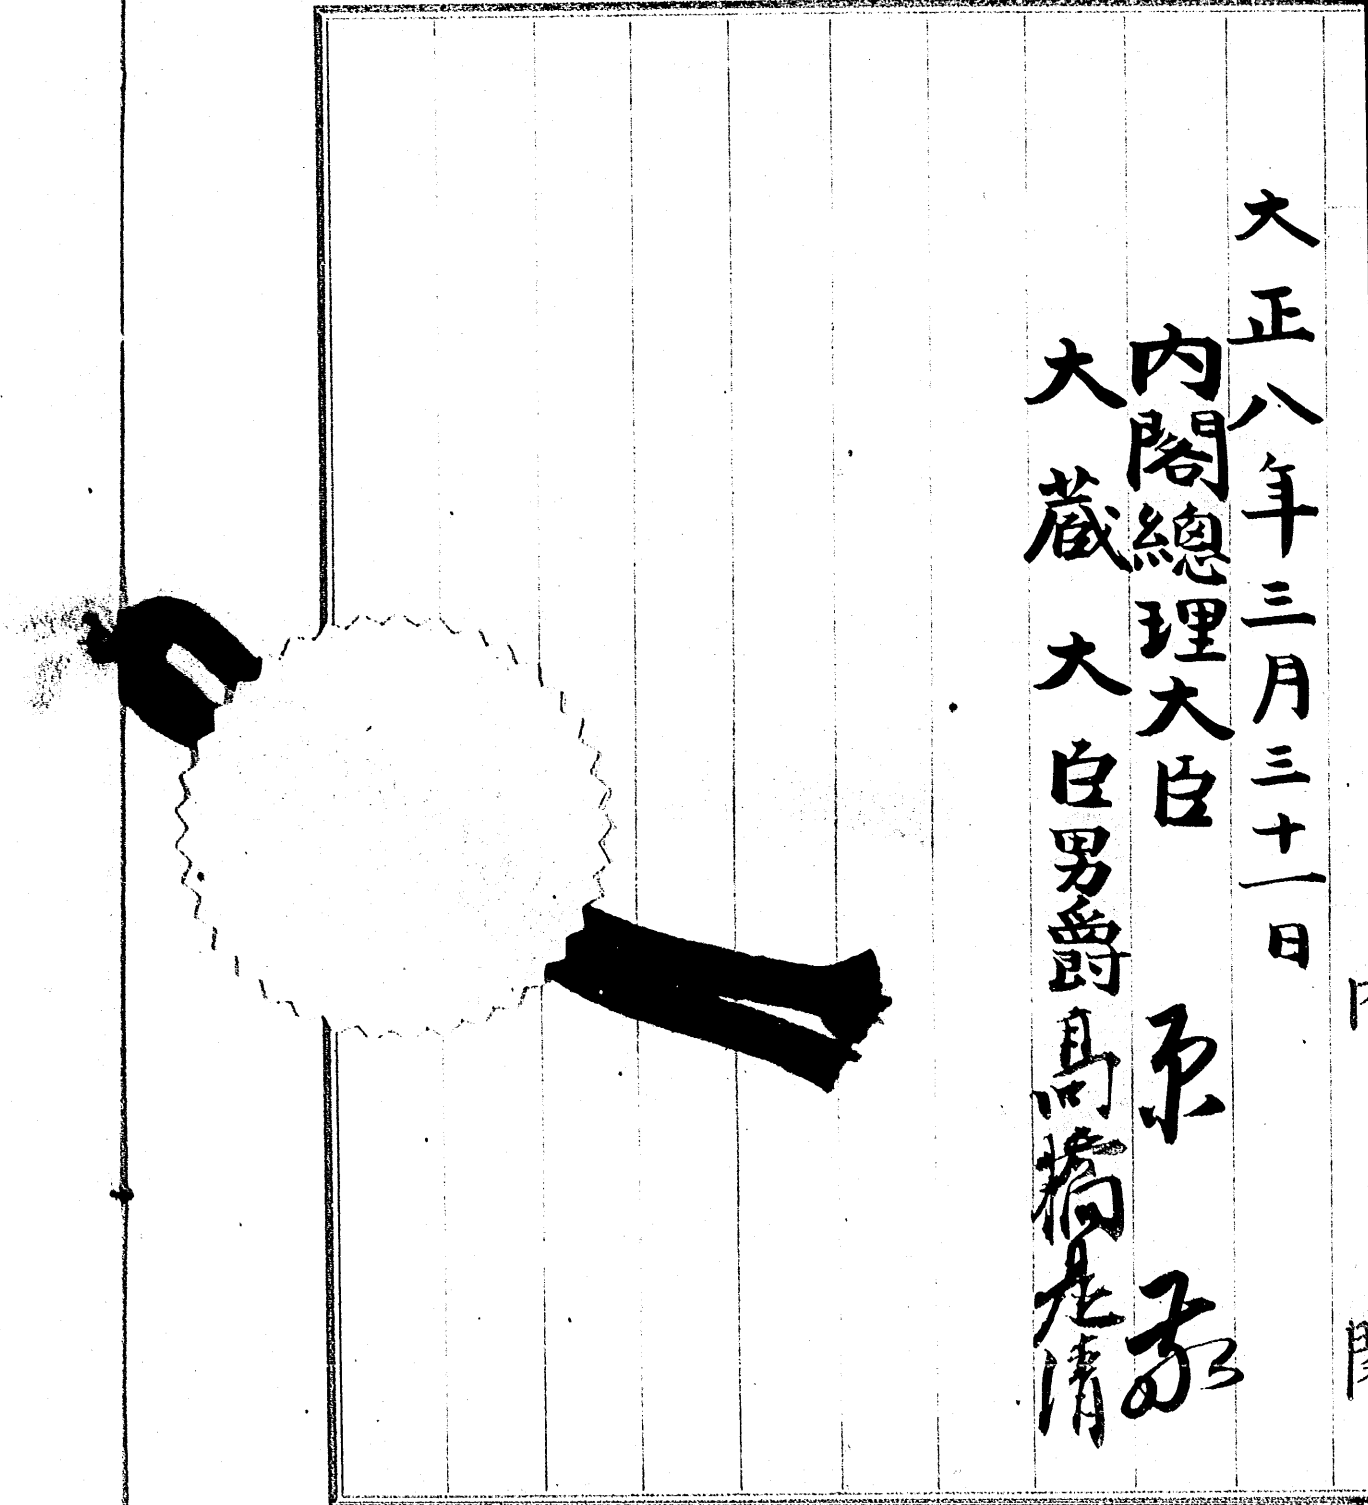 大正八年三月三十一日
内閣總理大臣 原敬
大蔵大臣男爵高橋是清